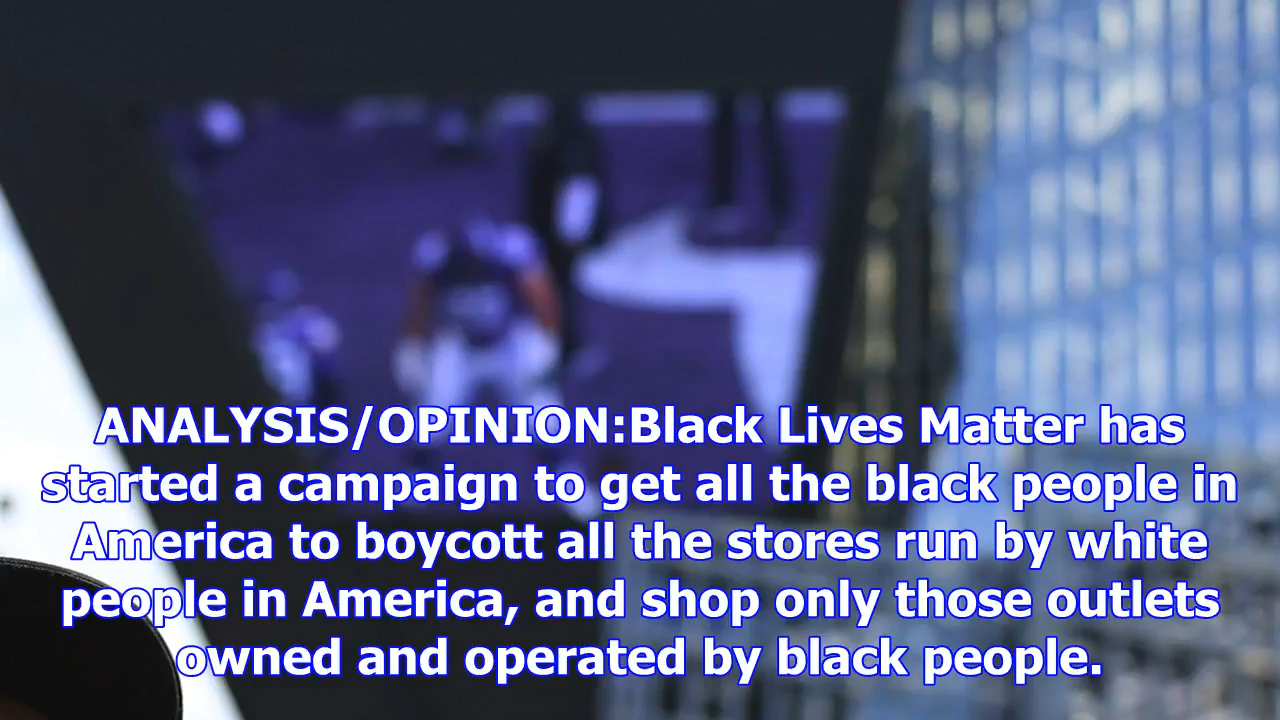 ANALYSIS/OPINION:Black Lives Matter has
started a campaign to get all the black people in
America to boycott all the stores run by white
people in America, and shop only those outlets
owned and operated by black people.